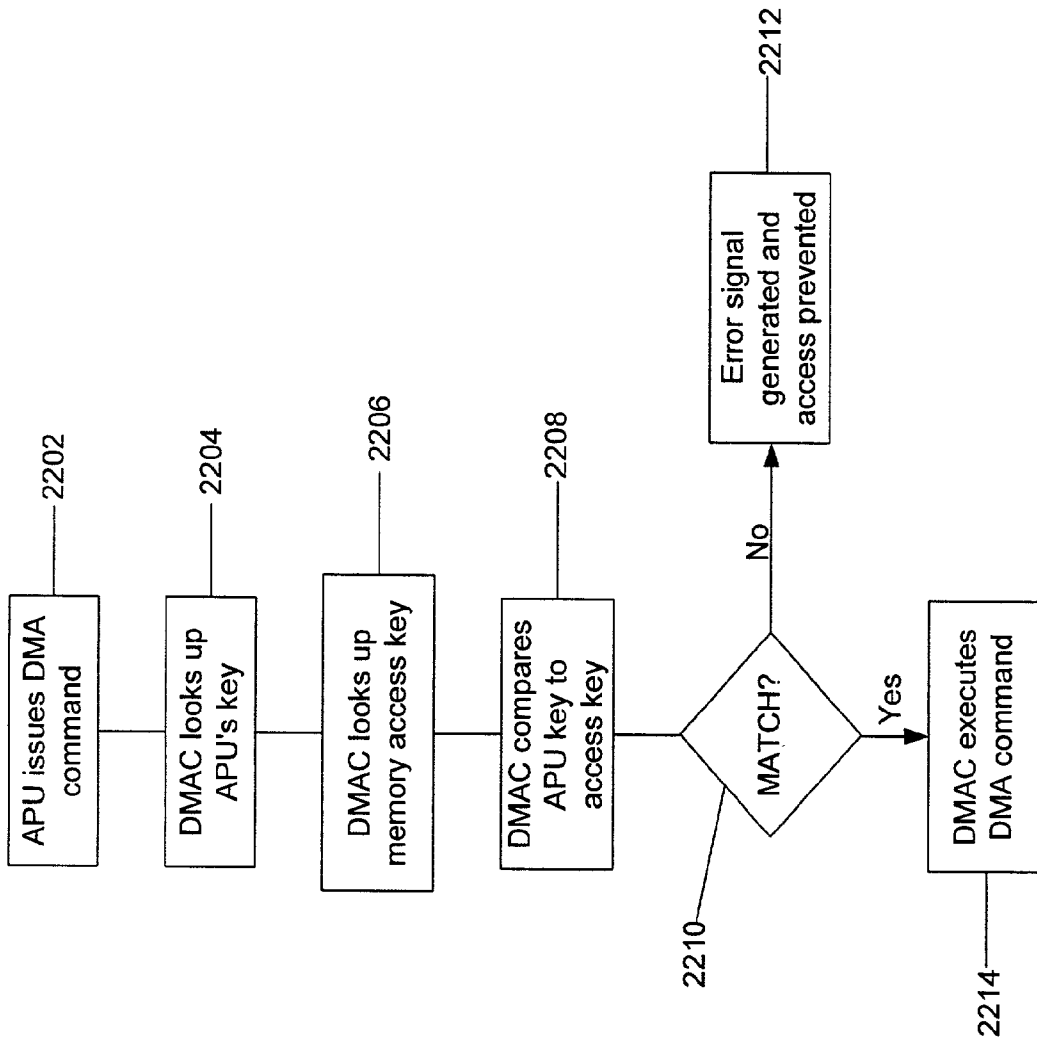 APU issues DMA
command
2202
DMAC looks up
APU's key
2204
DMAC looks up
memory access key
2206
DMAC compares
APU key to
access key
2208
MATCH?
2210
No
Error signal
generated and
access prevented
2212
Yes
DMAC executes
DMA command
2214